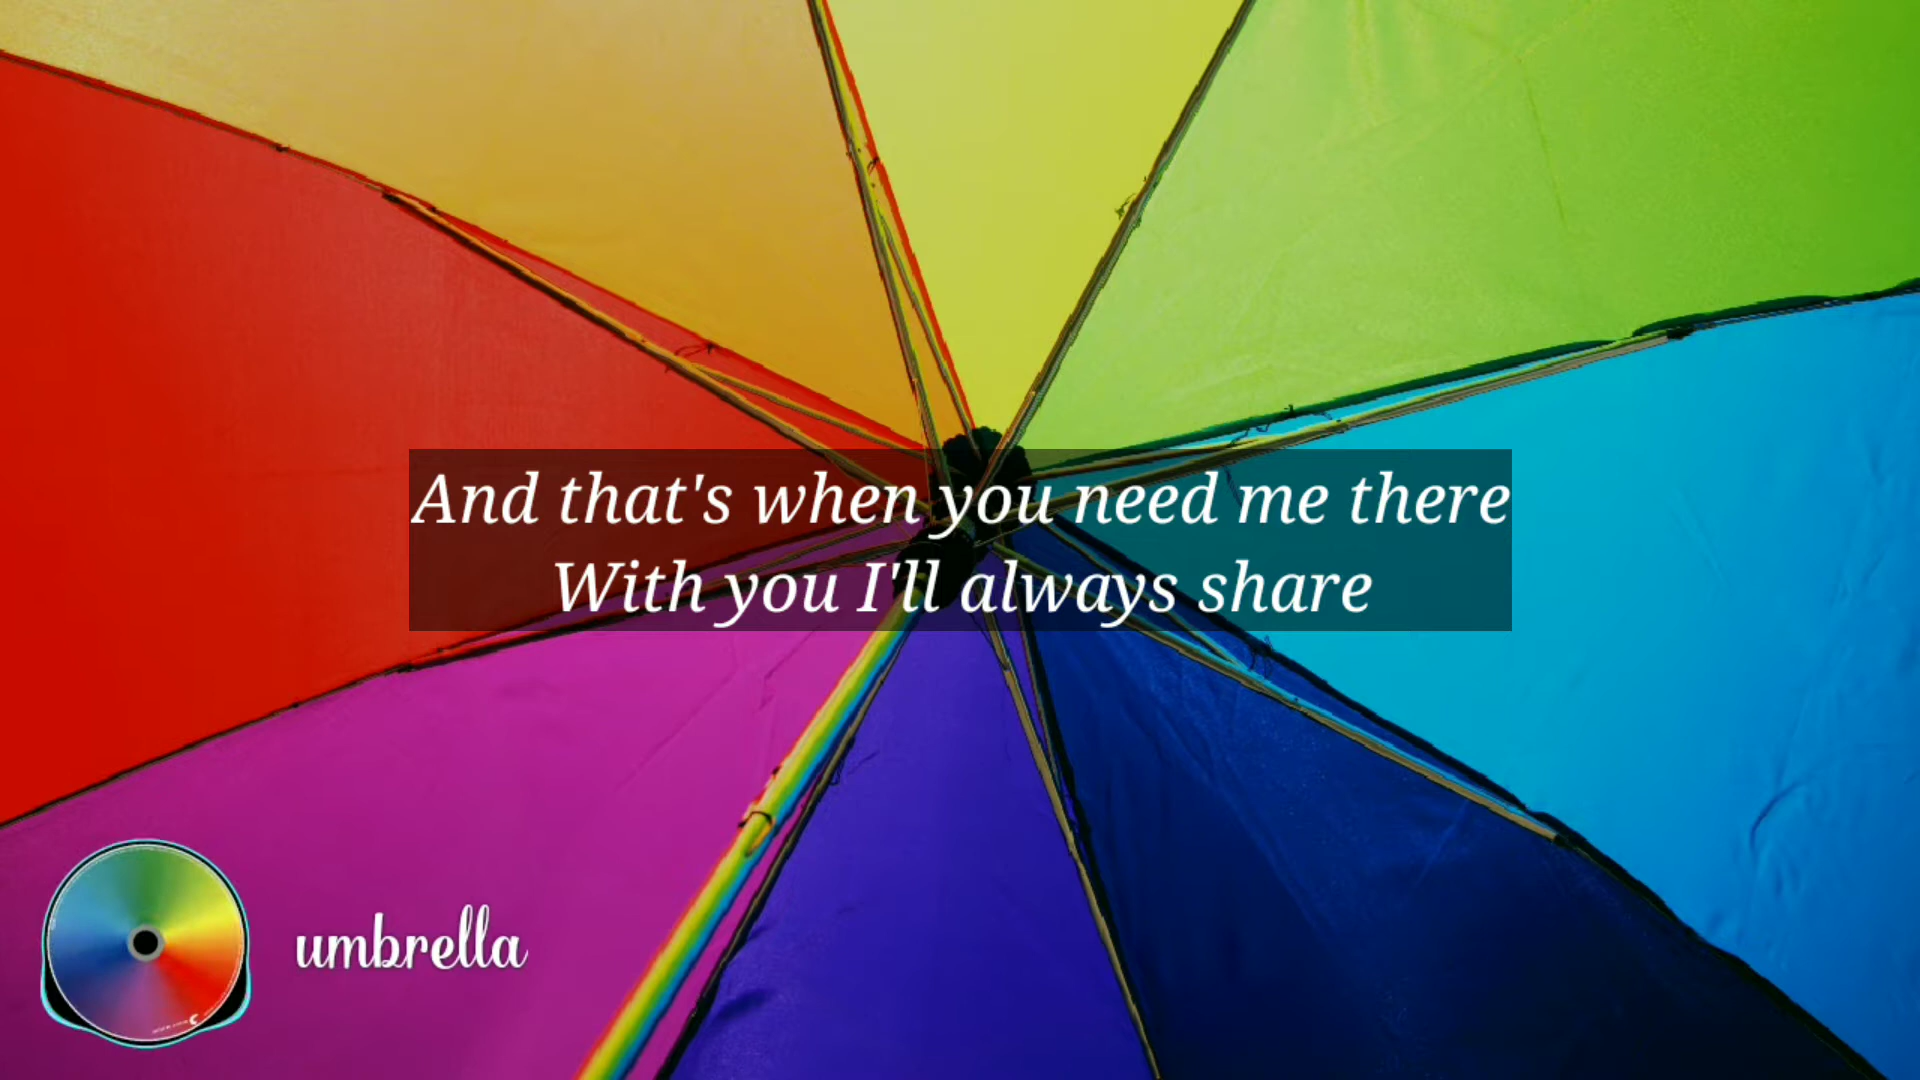 And that's when you need me there
With you I'll always share
umbrella